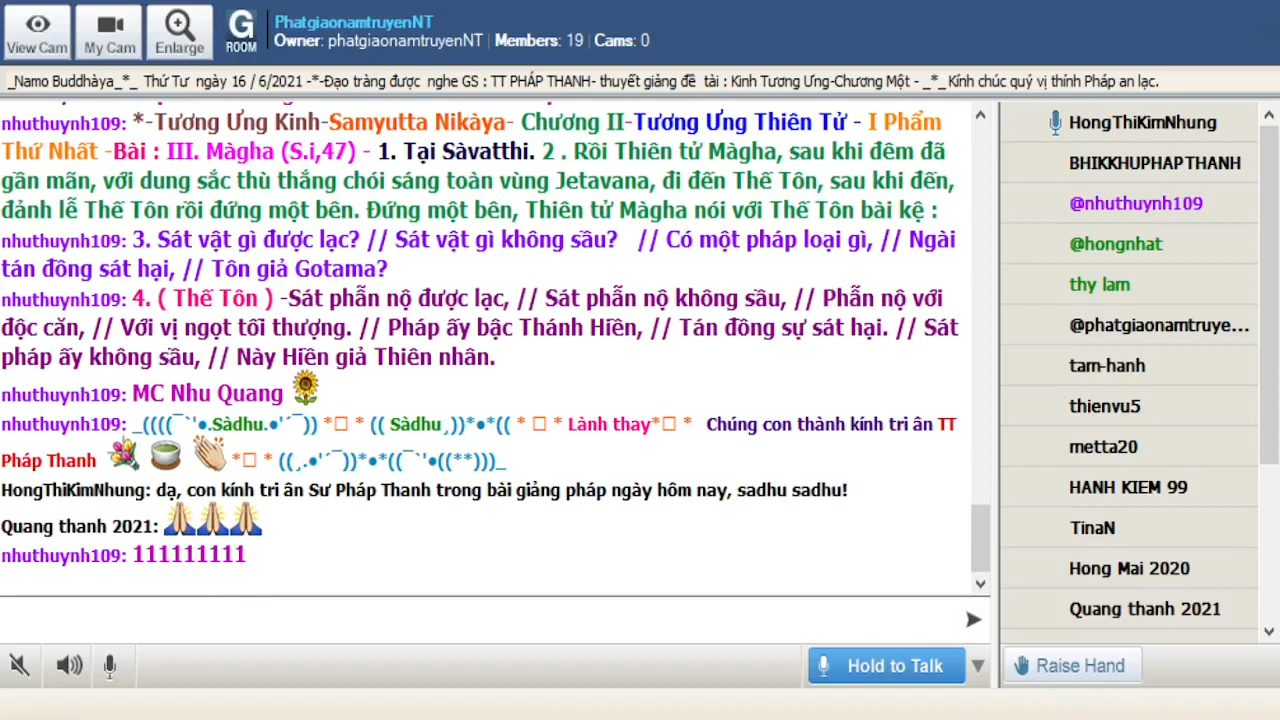 PhatgiaonamtruyenNT
Owner: phatgiaonamtruyenNT | Members: 19 | Cams: 0
View Cam
My Cam
Enlarge
G
ROOM
_Namo Buddhàya_*_ Thứ Tư ngày 16 / 6/2021 -*-Đạo tràng được nghe GS : TT PHÁP THANH- thuyết giảng đề tài : Kinh Tương Ưng-Chương Một - _*_Kính chúc quý vị thính Pháp an lạc.
nhuthuynh109: *-Tương Ưng Kinh-Samyutta Nikàya- Chương II-Tương Ưng Thiên Tử - I Phẩm
Thứ Nhất -Bài : III. Màgha (S.i,47) - 1. Tại Sàvatthi. 2 . Rồi Thiên tử Màgha, sau khi đêm đã
gần mãn, với dung sắc thù thắng chói sáng toàn vùng Jetavana, đi đến Thế Tôn, sau khi đến,
đảnh lễ Thế Tôn rồi đứng một bên. Đứng một bên, Thiên tử Màgha nói với Thế Tôn bài kệ :
nhuthuynh109: 3. Sát vật gì được lạc? // Sát vật gì không sầu? // Có một pháp loại gì, // Ngài
tán đồng sát hại, // Tôn giả Gotama?
nhuthuynh109: 4. ( Thế Tôn ) -Sát phẫn nộ được lạc, // Sát phẫn nộ không sầu, // Phẫn nộ với
độc căn, // Với vị ngọt tối thượng. // Pháp ấy bậc Thánh Hiền, // Tán đồng sự sát hại. // Sát
pháp ấy không sầu, // Này Hiền giả Thiên nhân.
nhuthuynh109: MC Nhu Quang
nhuthuynh109: _((((¯`'•.Sàdhu.•'´¯)) *□ * (( Sàdhu¸))*•*(( * □ * Lành thay*□ * Chúng con thành kính tri ân TT
Pháp Thanh *□ * ((¸.•'´¯))*•*((¯`'•((**)))_
HongThiKimNhung: dạ, con kính tri ân Sư Pháp Thanh trong bài giảng pháp ngày hôm nay, sadhu sadhu!
Quang thanh 2021:
nhuthuynh109: 111111111
HongThiKimNhung
BHIKKHUPHAPTHANH
@nhuthuynh109
@hongnhat
thy lam
@phatgiaonamtruye...
tam-hanh
thienvu5
metta20
HANH KIEM 99
TinaN
Hong Mai 2020
Quang thanh 2021
Hold to Talk
Raise Hand